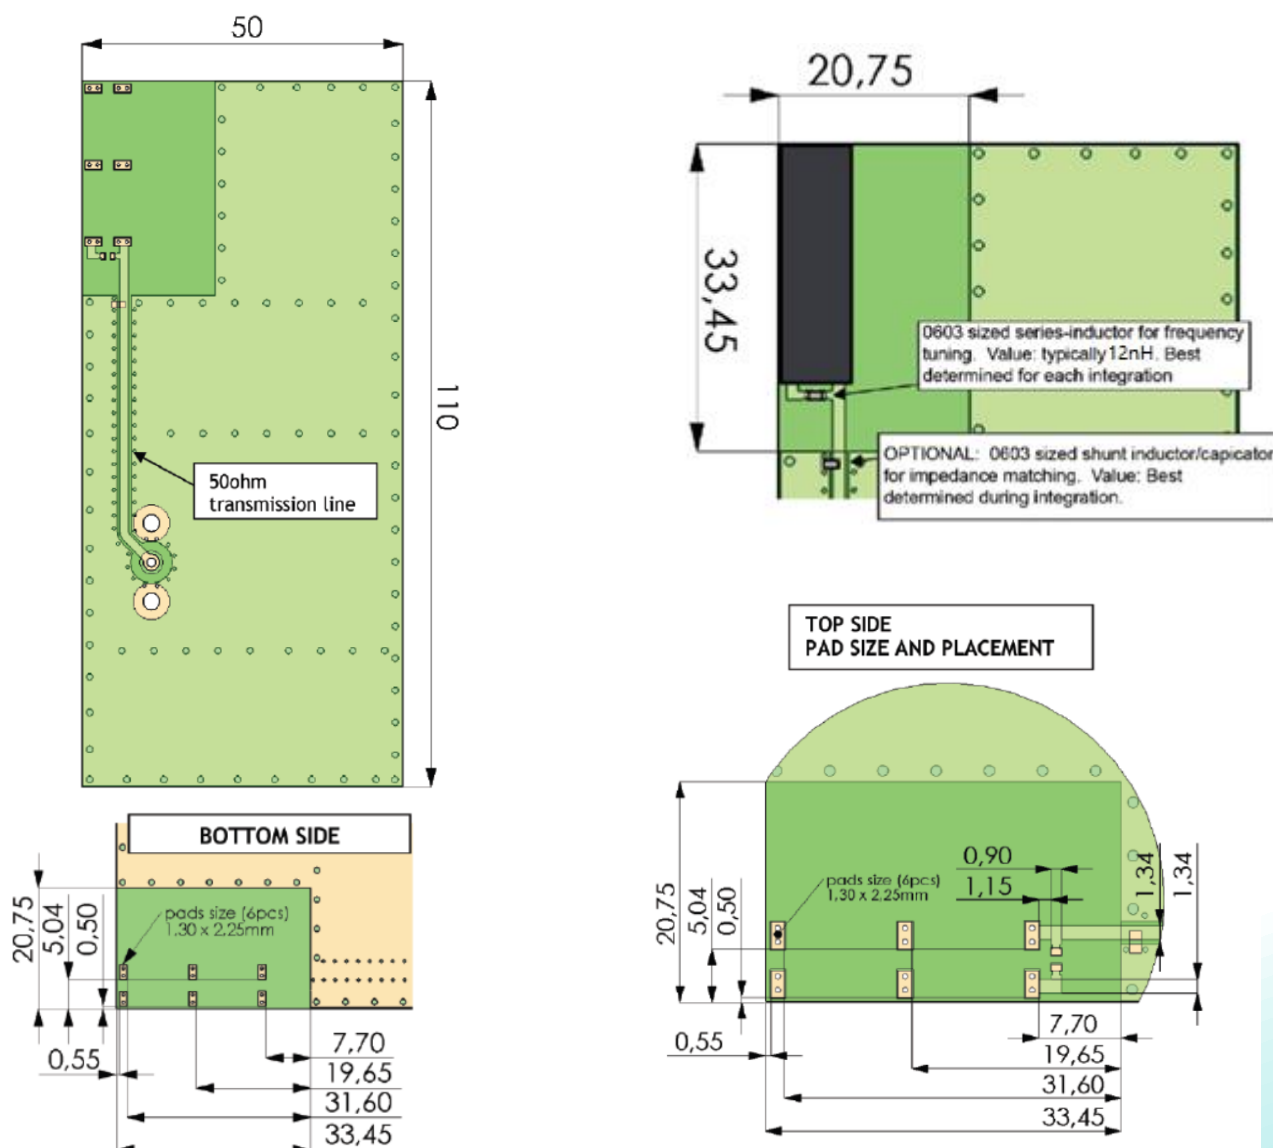 50
110
50ohm
transmission line
20,75
33,45
0603 sized series-inductor for frequency
tuning. Value: typically 12nH. Best
determined for each integration
OPTIONAL: 0603 sized shunt inductor/capicator
for impedance matching. Value: Best
determined during integration.
BOTTOM SIDE
20,75
5,04
0,50
pads size (6pcs)
1,30 x 2,25mm
0,55
7,70
19,65
31,60
33,45
TOP SIDE
PAD SIZE AND PLACEMENT
20,75
5,04
0,50
pads size (6pcs)
1,30 x 2,25mm
0,90
1,15
1,34
1,34
0,55
7,70
19,65
31,60
33,45